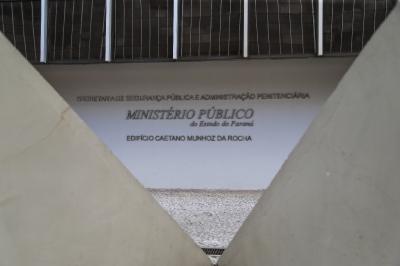 SECRETARIA DE SEGURANÇA PÚBLICA E ADMINISTRAÇÃO PENITENCIÁRIA
MINISTÉRIO PÚBLICO
do Estado do Paraná
EDIFÍCIO CAETANO MUNHOZ DA ROCHA